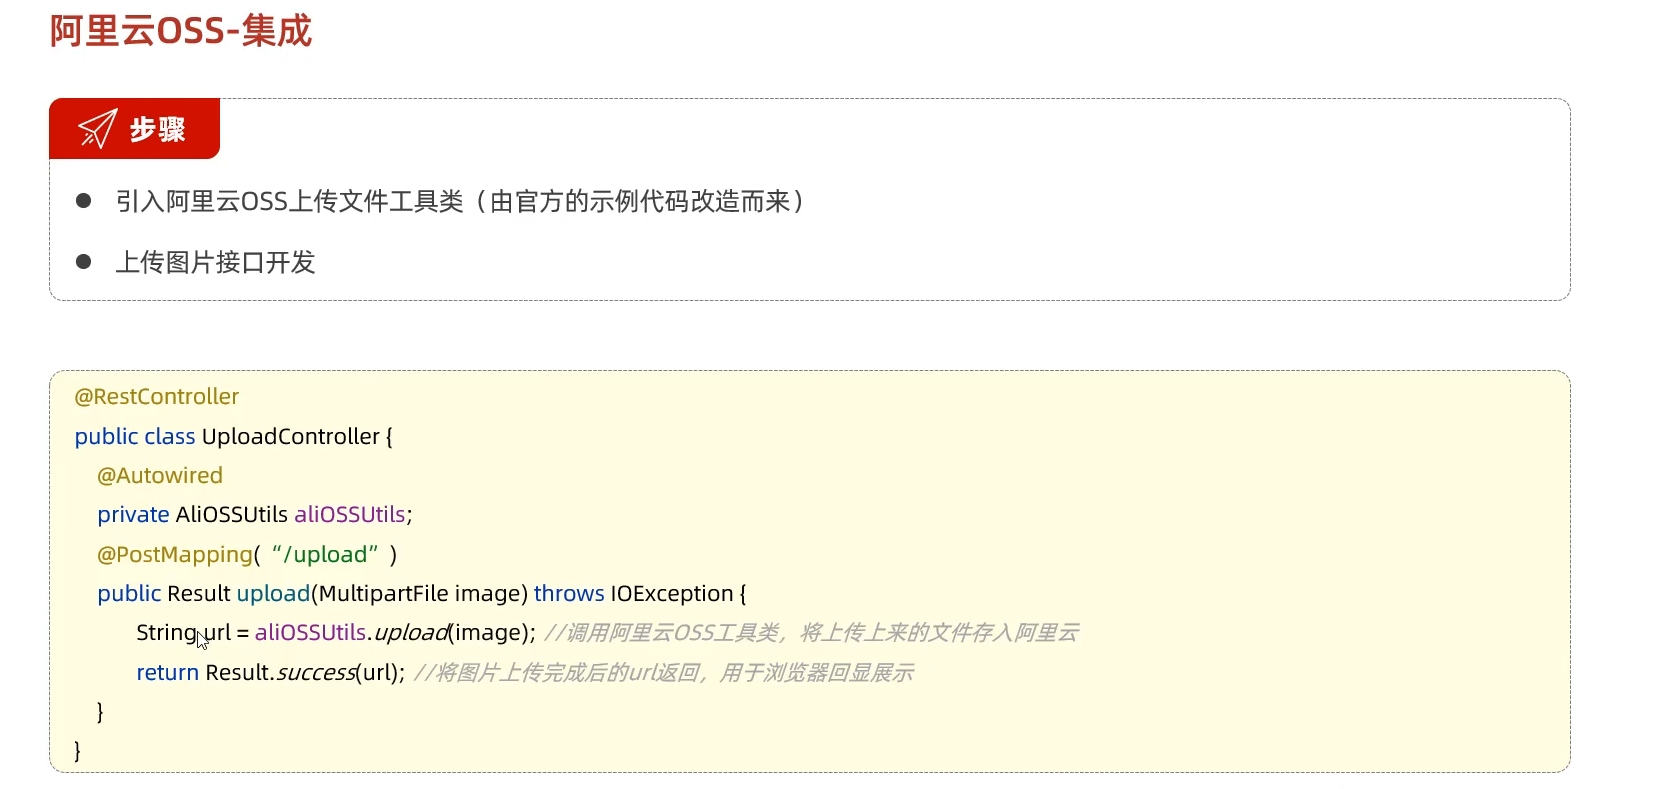 阿里云OSS-集成
步骤
● 引入阿里云OSS上传文件工具类（由官方的示例代码改造而来）
● 上传图片接口开发
@RestController
public class UploadController {
@Autowired
private AliOSSUtils aliOSSUtils;
@PostMapping(“/upload”)
public Result upload(MultipartFile image) throws IOException {
String url = aliOSSUtils.upload(image); //调用阿里云OSS工具类，将上传上来的文件存入阿里云
return Result.success(url); //将图片上传完成后的url返回，用于浏览器回显展示
}
}